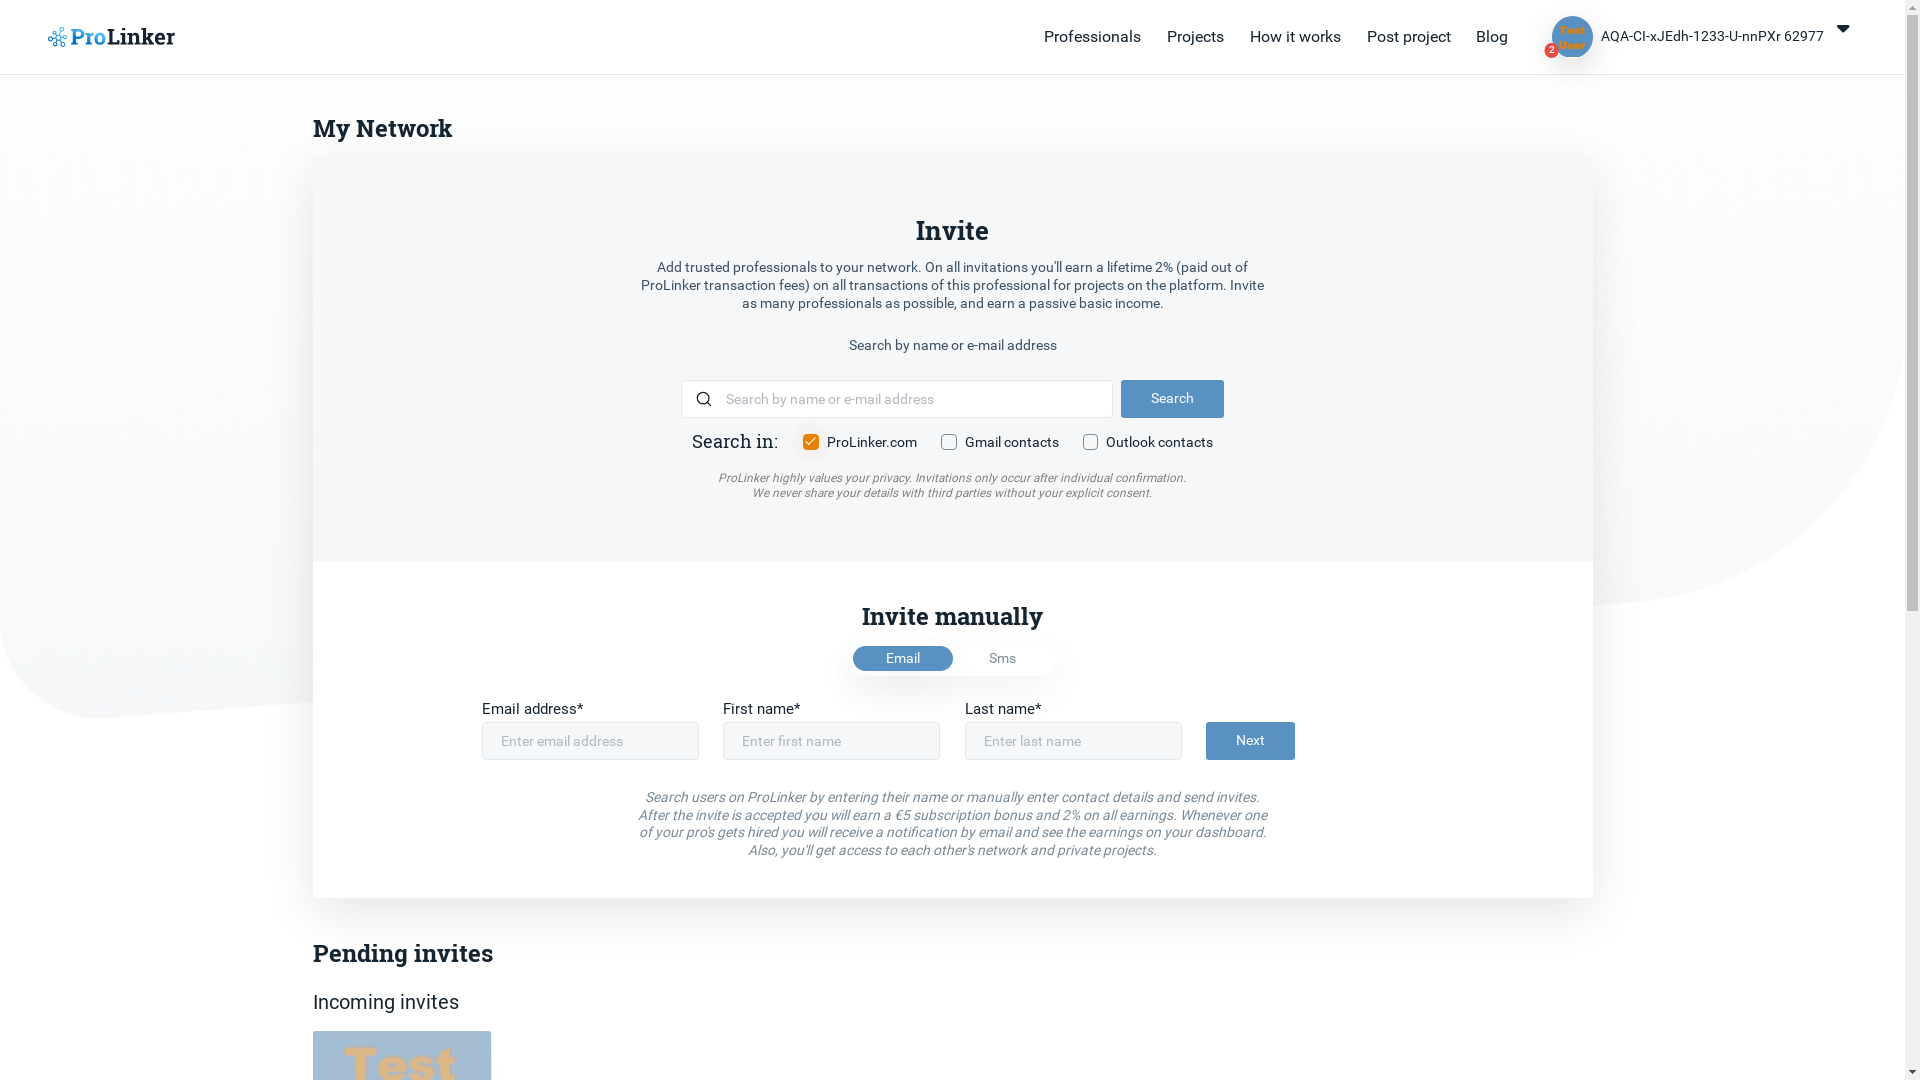 ProLinker
Professionals
Projects
How it works
Post project
Blog
Test User
2
AQA-CI-xJEdh-1233-U-nnPXr 62977
My Network
Invite
Add trusted professionals to your network. On all invitations you'll earn a lifetime 2% (paid out of
ProLinker transaction fees) on all transactions of this professional for projects on the platform. Invite
as many professionals as possible, and earn a passive basic income.
Search by name or e-mail address
Search by name or e-mail address
Search
Search in:
ProLinker.com
Gmail contacts
Outlook contacts
ProLinker highly values your privacy. Invitations only occur after individual confirmation.
We never share your details with third parties without your explicit consent.
Invite manually
Email
Sms
Email address*
First name*
Last name*
Enter email address
Enter first name
Enter last name
Next
Search users on ProLinker by entering their name or manually enter contact details and send invites.
After the invite is accepted you will earn a €5 subscription bonus and 2% on all earnings. Whenever one
of your pro's gets hired you will receive a notification by email and see the earnings on your dashboard.
Also, you'll get access to each other's network and private projects.
Pending invites
Incoming invites
Test